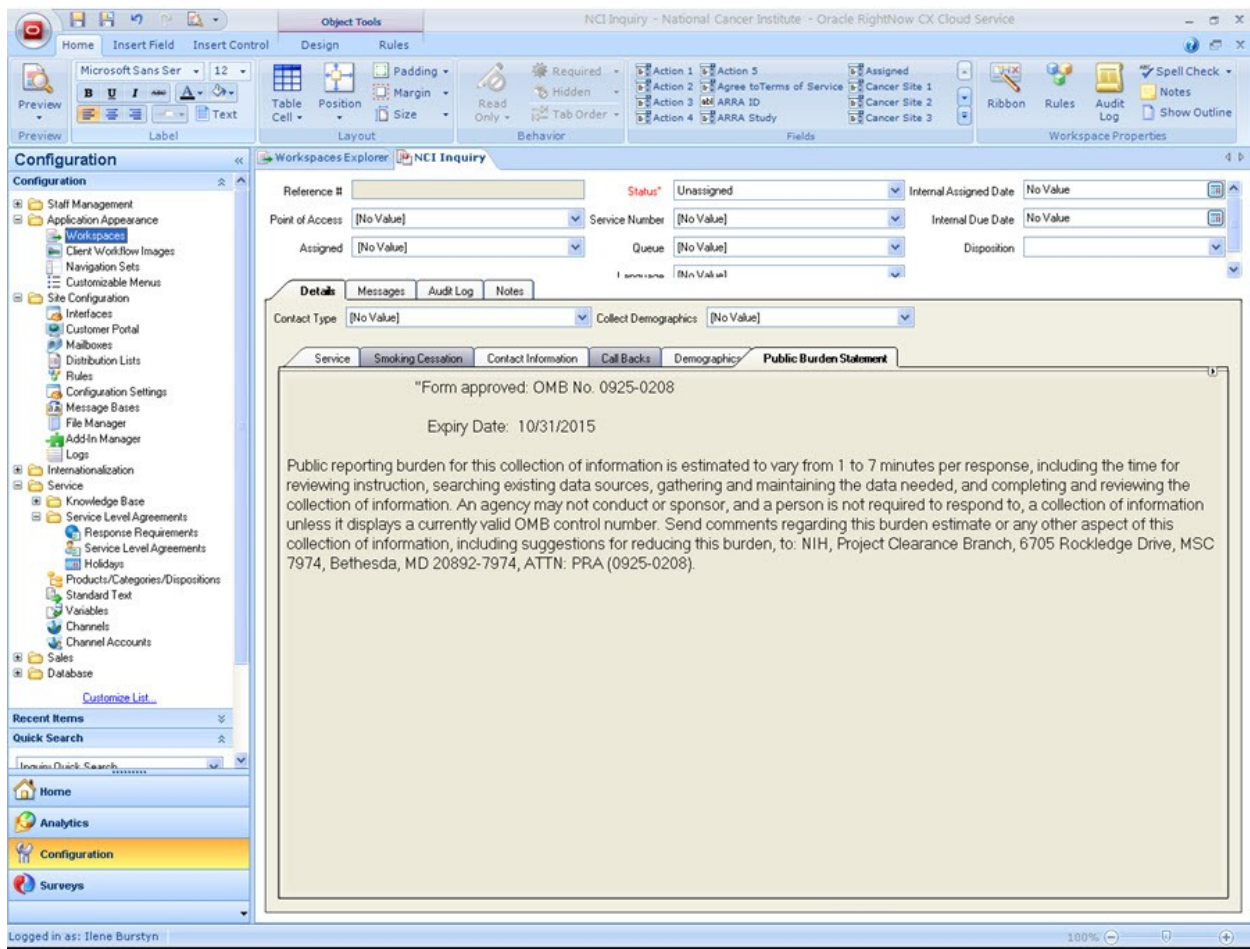 Object Tools
NCI Inquiry - National Cancer Institute - Oracle RightNow CX Cloud Service
Home Insert Field Insert Control Design Rules
Microsoft Sans Ser 12
B U I abc A
Text
Preview
Preview
Label
Table Cell
Position
Padding
Margin
Size
Layout
Read Only
Required
Hidden
Tab Order
Behavior
Action 1 Action 5 Assigned
Action 2 Agree toTerms of Service Cancer Site 1
Action 3 ARRA ID Cancer Site 2
Action 4 ARRA Study Cancer Site 3
Fields
Ribbon Rules Audit Log
Spell Check
Notes
Show Outline
Workspace Properties
Configuration
Configuration
Staff Management
Application Appearance
Workspaces
Client Workflow Images
Navigation Sets
Customizable Menus
Site Configuration
Interfaces
Customer Portal
Mailboxes
Distribution Lists
Rules
Configuration Settings
Message Bases
File Manager
Add-In Manager
Logs
Internationalization
Service
Knowledge Base
Service Level Agreements
Response Requirements
Service Level Agreements
Holidays
Products/Categories/Dispositions
Standard Text
Variables
Channels
Channel Accounts
Sales
Database
Customize List...
Recent Items
Quick Search
Inquiry Quick Search
Home
Analytics
Configuration
Surveys
Workspaces Explorer NCI Inquiry
Reference # Status* Unassigned Internal Assigned Date No Value
Point of Access [No Value] Service Number [No Value] Internal Due Date No Value
Assigned [No Value] Queue [No Value] Disposition
Language [No Value]
Details Messages Audit Log Notes
Contact Type [No Value] Collect Demographics [No Value]
Service Smoking Cessation Contact Information Call Backs Demographics Public Burden Statement
"Form approved: OMB No. 0925-0208
Expiry Date: 10/31/2015
Public reporting burden for this collection of information is estimated to vary from 1 to 7 minutes per response, including the time for
reviewing instruction, searching existing data sources, gathering and maintaining the data needed, and completing and reviewing the
collection of information. An agency may not conduct or sponsor, and a person is not required to respond to, a collection of information
unless it displays a currently valid OMB control number. Send comments regarding this burden estimate or any other aspect of this
collection of information, including suggestions for reducing this burden, to: NIH, Project Clearance Branch, 6705 Rockledge Drive, MSC
7974, Bethesda, MD 20892-7974, ATTN: PRA (0925-0208).
Logged in as: Ilene Burstyn
100%